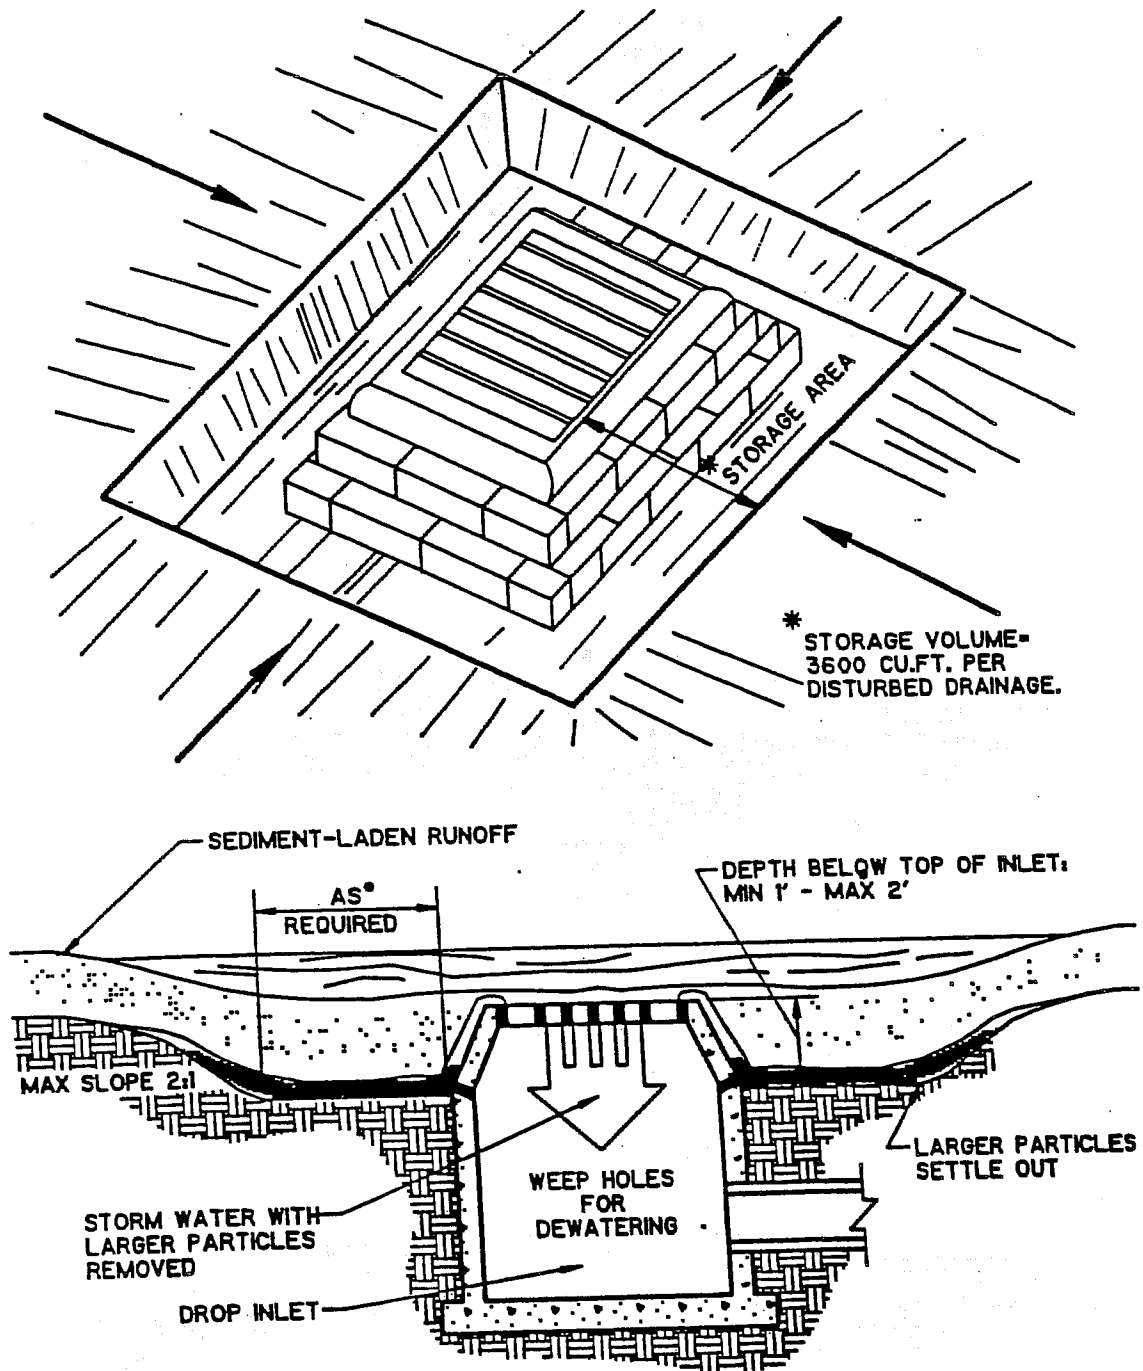 * STORAGE AREA
*
STORAGE VOLUME=
3600 CU.FT. PER
DISTURBED DRAINAGE.
SEDIMENT-LADEN RUNOFF
AS*
REQUIRED
DEPTH BELOW TOP OF INLET:
MIN 1' - MAX 2'
MAX SLOPE 2:1
LARGER PARTICLES
SETTLE OUT
WEEP HOLES
FOR
DEWATERING
STORM WATER WITH
LARGER PARTICLES
REMOVED
DROP INLET